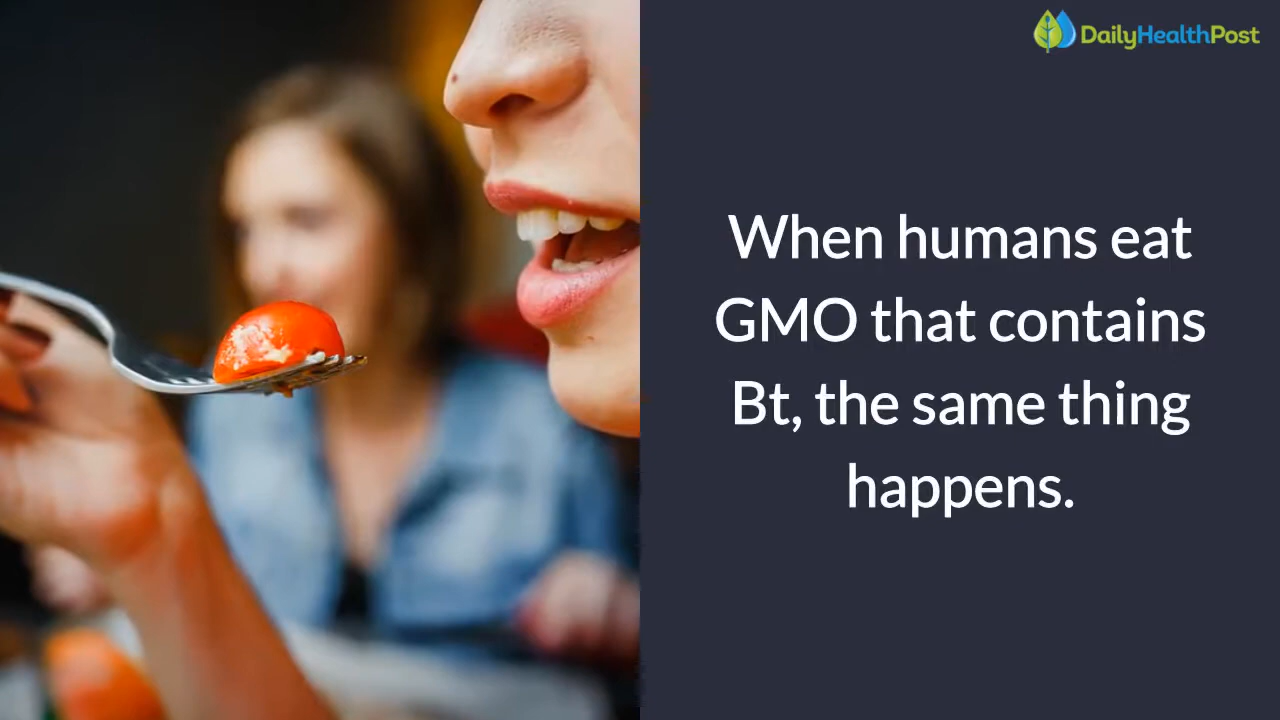 DailyHealthPost
When humans eat
GMO that contains
Bt, the same thing
happens.